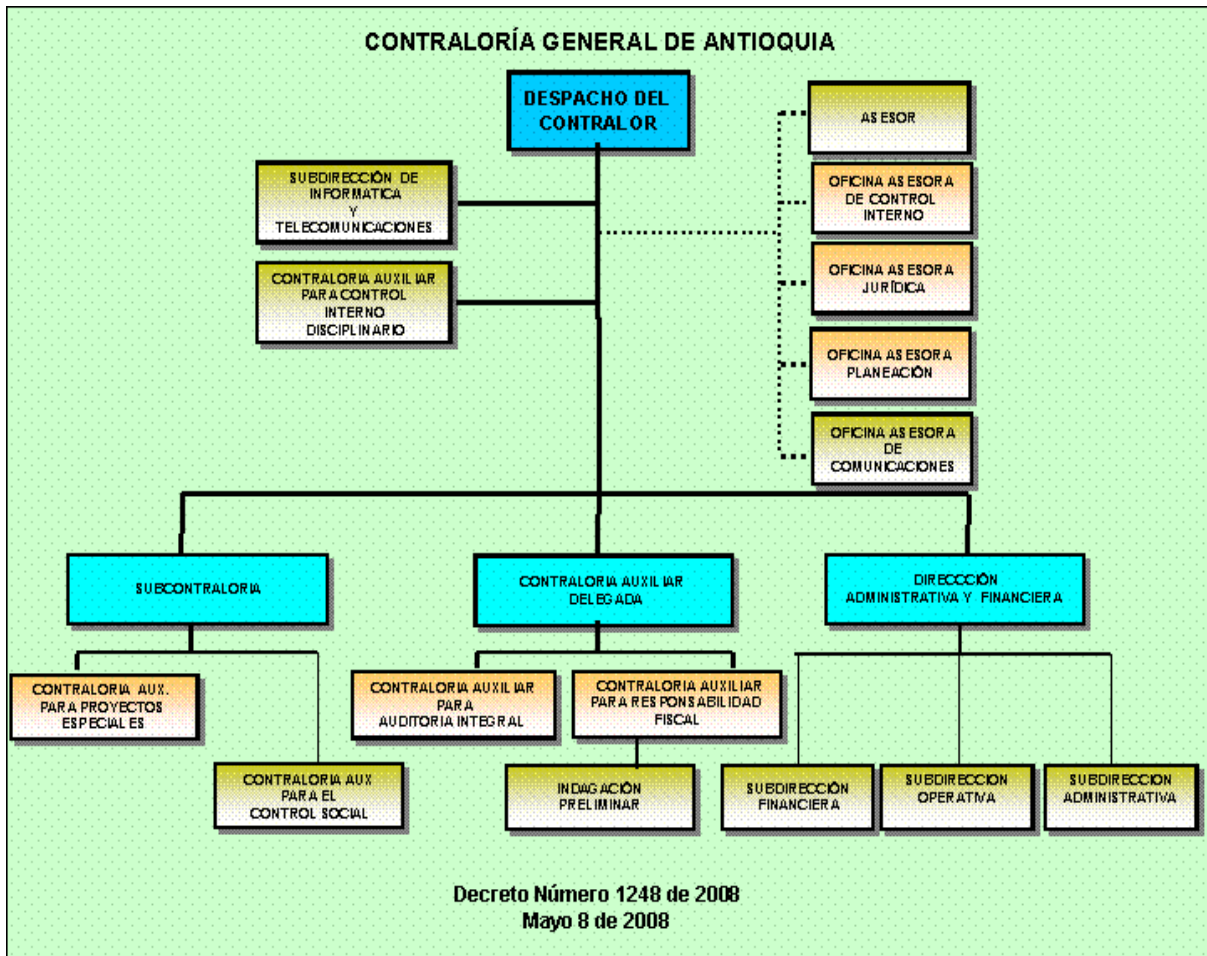 CONTRALORÍA GENERAL DE ANTIOQUIA
DESPACHO DEL
CONTRALOR
ASESOR
SUBDIRECCIÓN DE
INFORMATICA
Y
TELECOMUNICACIONES
OFICINA ASESORA
DE CONTROL
INTERNO
CONTRALORIA AUXILIAR
PARA CONTROL
INTERNO
DISCIPLINARIO
OFICINA ASESORA
JURÍDICA
OFICINA ASESORA
PLANEACIÓN
OFICINA ASESORA
DE
COMUNICACIONES
SUBCONTRALORIA
CONTRALORIA AUXILIAR
DELEGADA
DIRECCCIÓN
ADMINISTRATIVA Y FINANCIERA
CONTRALORIA AUX.
PARA PROYECTOS
ESPECIALES
CONTRALORIA AUXILIAR
PARA
AUDITORIA INTEGRAL
CONTRALORIA AUXILIAR
PARA RESPONSABILIDAD
FISCAL
CONTRALORIA AUX
PARA EL
CONTROL SOCIAL
INDAGACIÓN
PRELIMINAR
SUBDIRECCIÓN
FINANCIERA
SUBDIRECCION
OPERATIVA
SUBDIRECCION
ADMINISTRATIVA
Decreto Número 1248 de 2008
Mayo 8 de 2008